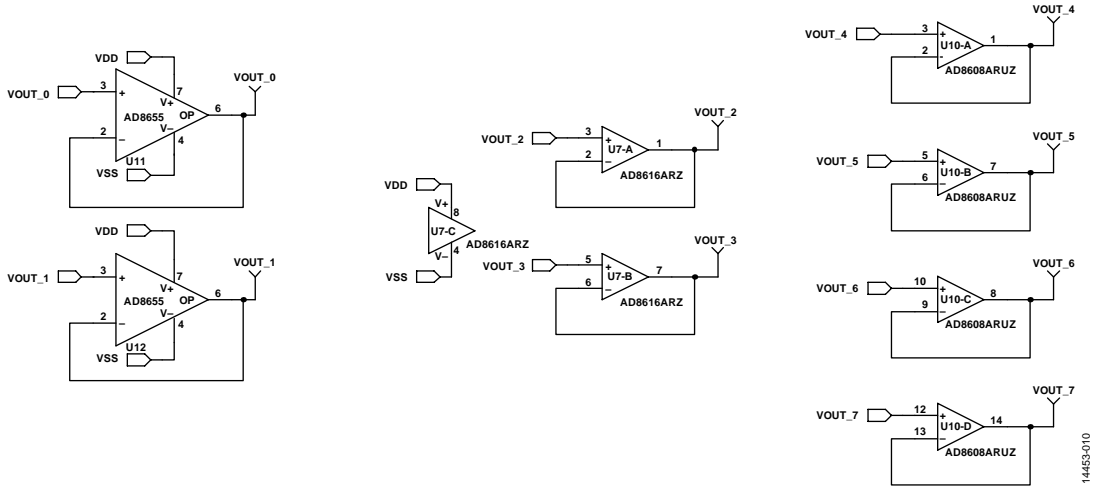 VDD
VOUT_0
3
+
7
V+
AD8655
OP
6
VOUT_0
2
−
V−
4
U11
VSS
VDD
VOUT_1
3
+
7
V+
AD8655
OP
6
VOUT_1
2
−
V−
4
U12
VSS
VDD
V+
8
U7-C
AD8616ARZ
V−
4
VSS
VOUT_2
3
+
U7-A
1
VOUT_2
2
−
AD8616ARZ
VOUT_3
5
+
U7-B
7
VOUT_3
6
−
AD8616ARZ
VOUT_4
3
+
U10-A
1
VOUT_4
2
-
AD8608ARUZ
VOUT_5
5
+
U10-B
7
VOUT_5
6
−
AD8608ARUZ
VOUT_6
10
+
U10-C
8
VOUT_6
9
−
AD8608ARUZ
VOUT_7
12
+
U10-D
14
VOUT_7
13
−
AD8608ARUZ
14453-010